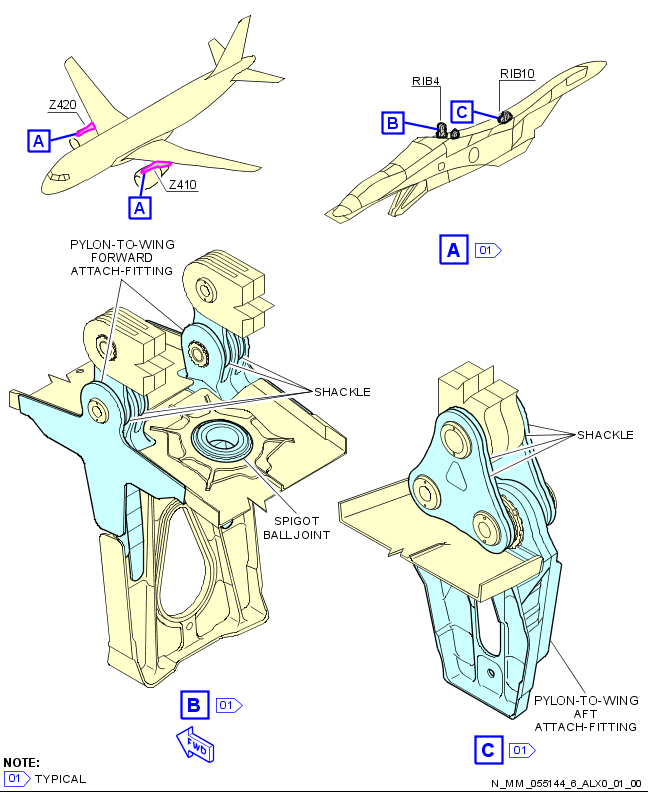 Z420
A
Z410
A
RIB4
RIB10
B
C
A
01
PYLON-TO-WING
FORWARD
ATTACH-FITTING
SHACKLE
SPIGOT
BALLJOINT
SHACKLE
PYLON-TO-WING
AFT
ATTACH-FITTING
B
01
FWD
C
01
NOTE:
01 TYPICAL
N_MM_055144_6_ALX0_01_00